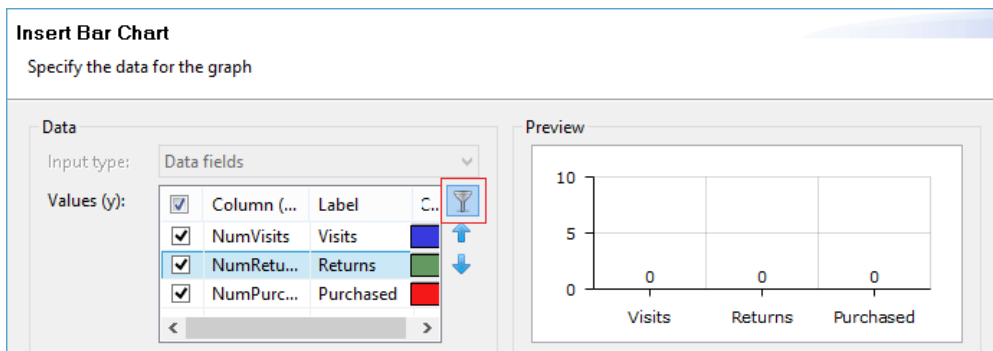 Insert Bar Chart
Specify the data for the graph
Data
Input type: Data fields
Values (y):
Column (... Label C..
NumVisits Visits
NumRetu... Returns
NumPurc... Purchased
Preview
10
5
0
0 0 0
Visits Returns Purchased